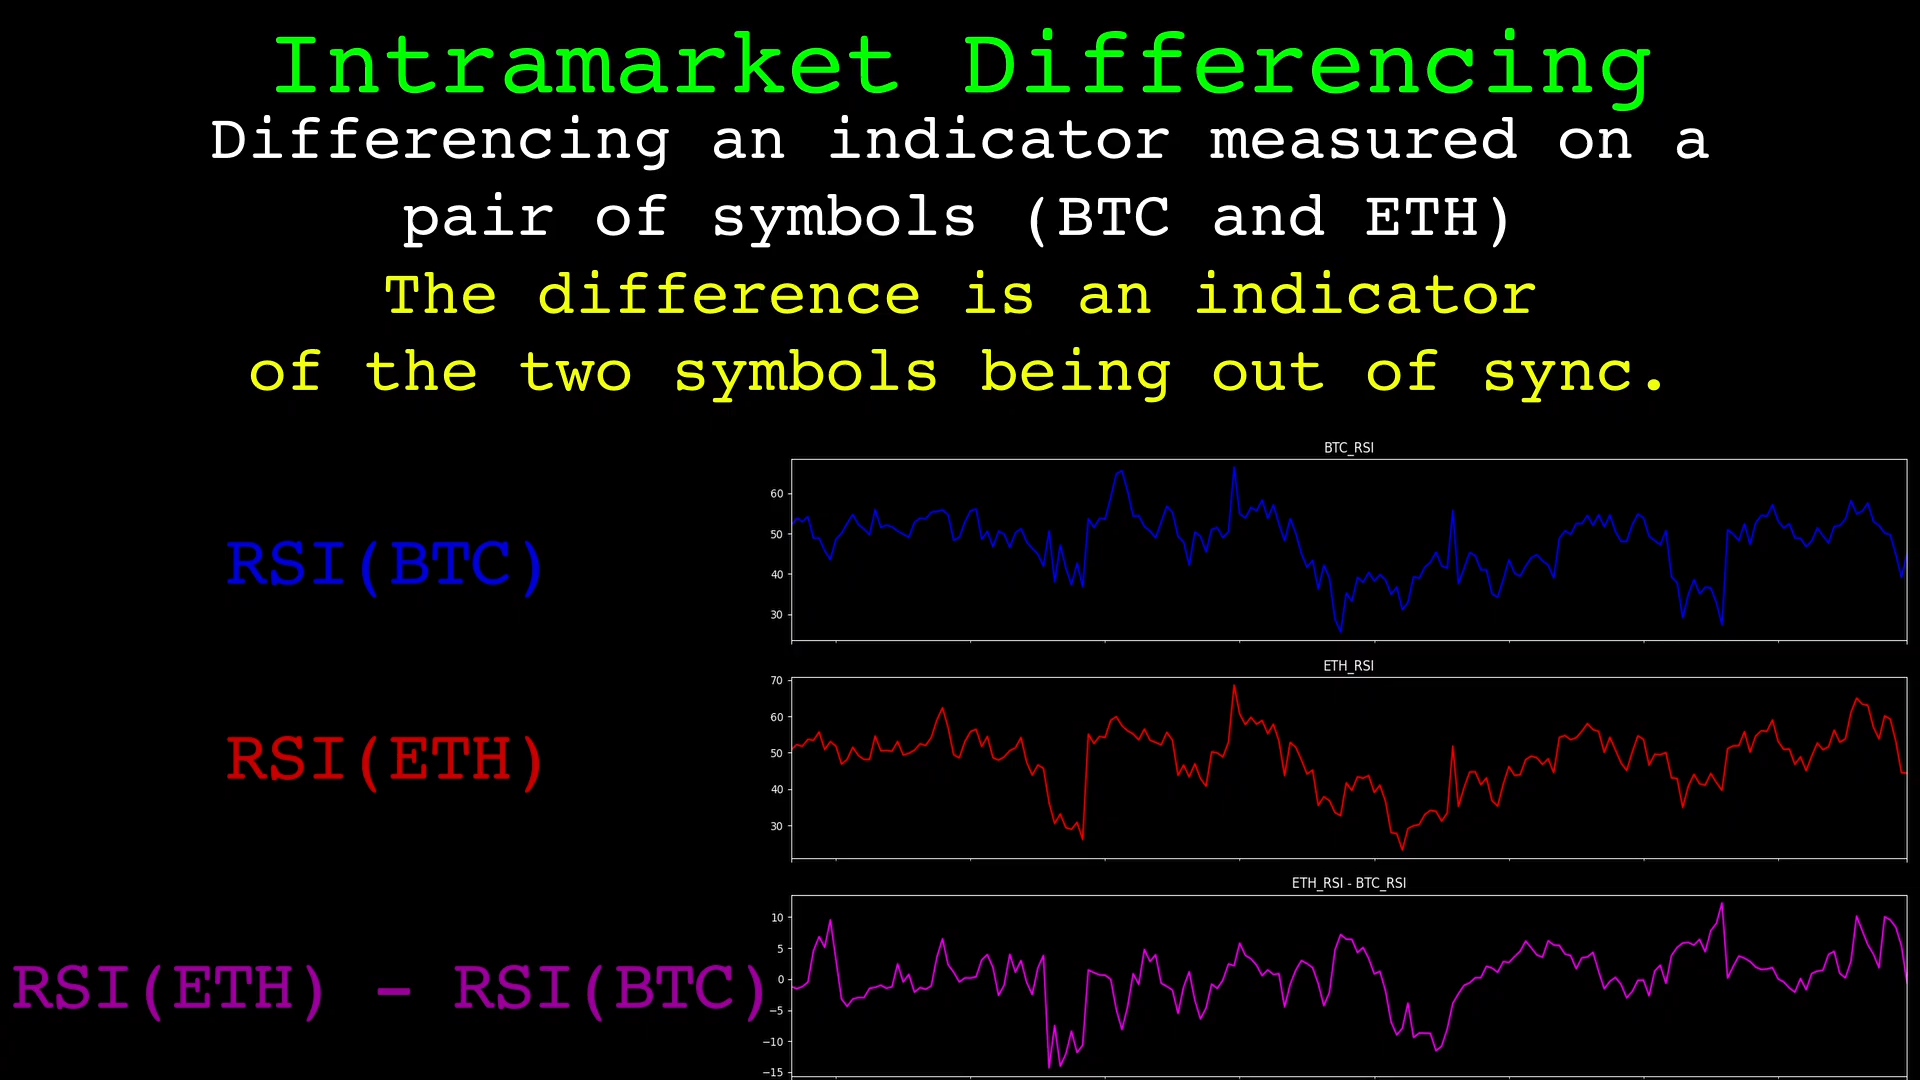 Intramarket Differencing
Differencing an indicator measured on a
pair of symbols (BTC and ETH)
The difference is an indicator
of the two symbols being out of sync.
RSI(BTC)
BTC_RSI
60
50
40
30
RSI(ETH)
ETH_RSI
70
60
50
40
30
RSI(ETH) - RSI(BTC)
ETH_RSI - BTC_RSI
10
5
0
−5
−10
−15